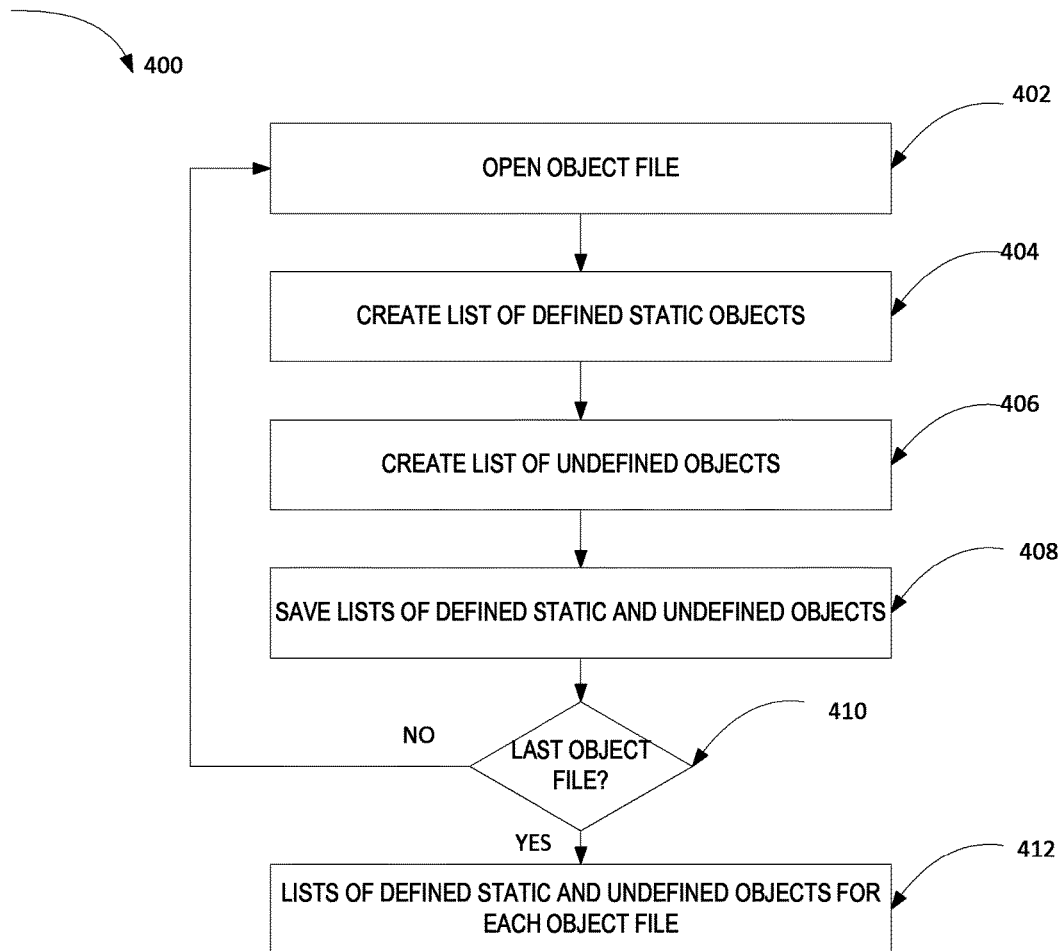 400
402
OPEN OBJECT FILE
404
CREATE LIST OF DEFINED STATIC OBJECTS
406
CREATE LIST OF UNDEFINED OBJECTS
408
SAVE LISTS OF DEFINED STATIC AND UNDEFINED OBJECTS
410
NO
LAST OBJECT
FILE?
YES
412
LISTS OF DEFINED STATIC AND UNDEFINED OBJECTS FOR
EACH OBJECT FILE